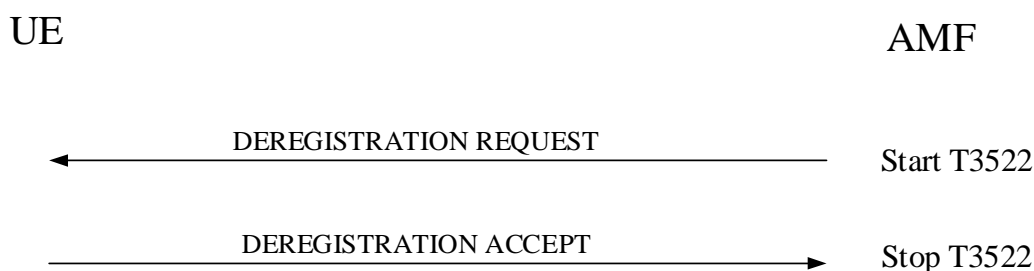 UE
AMF
DEREGISTRATION REQUEST
Start T3522
DEREGISTRATION ACCEPT
Stop T3522